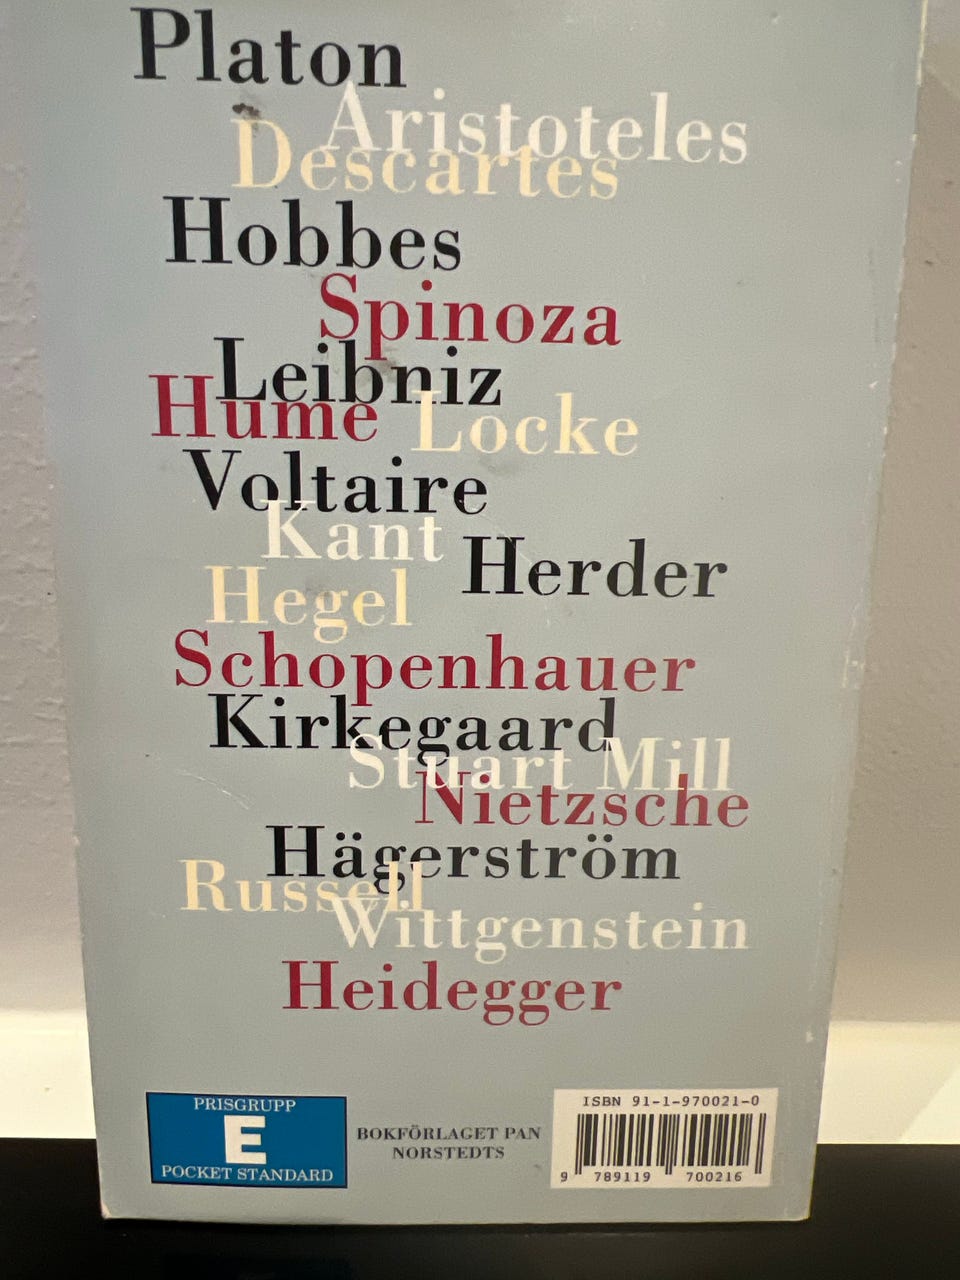 Platon
Aristoteles
Descartes
Hobbes
Spinoza
Leibniz
Hume Locke
Voltaire
Kant
Herder
Hegel
Schopenhauer
Kirkegaard
Stuart Mill
Nietzsche
Hägerström
Russell
Wittgenstein
Heidegger
PRISGRUPP
E
POCKET STANDARD
BOKFÖRLAGET PAN
NORSTEDTS
ISBN 91-1-970021-0
9 789119 700216